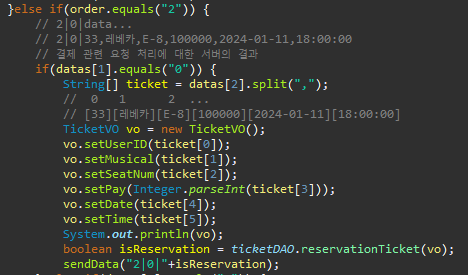 }else if(order.equals("2")) {
// 2|0|data...
// 2|0|33,레베카,E-8,100000,2024-01-11,18:00:00
// 결제 관련 요청 처리에 대한 서버의 결과
if(datas[1].equals("0")) {
String[] ticket = datas[2].split(",");
//  0    1      2  ...
// [33][레베카][E-8][100000][2024-01-11][18:00:00]
TicketVO vo = new TicketVO();
vo.setUserID(ticket[0]);
vo.setMusical(ticket[1]);
vo.setSeatNum(ticket[2]);
vo.setPay(Integer.parseInt(ticket[3]));
vo.setDate(ticket[4]);
vo.setTime(ticket[5]);
System.out.println(vo);
boolean isReservation = ticketDAO.reservationTicket(vo);
sendData("2|0|"+isReservation);